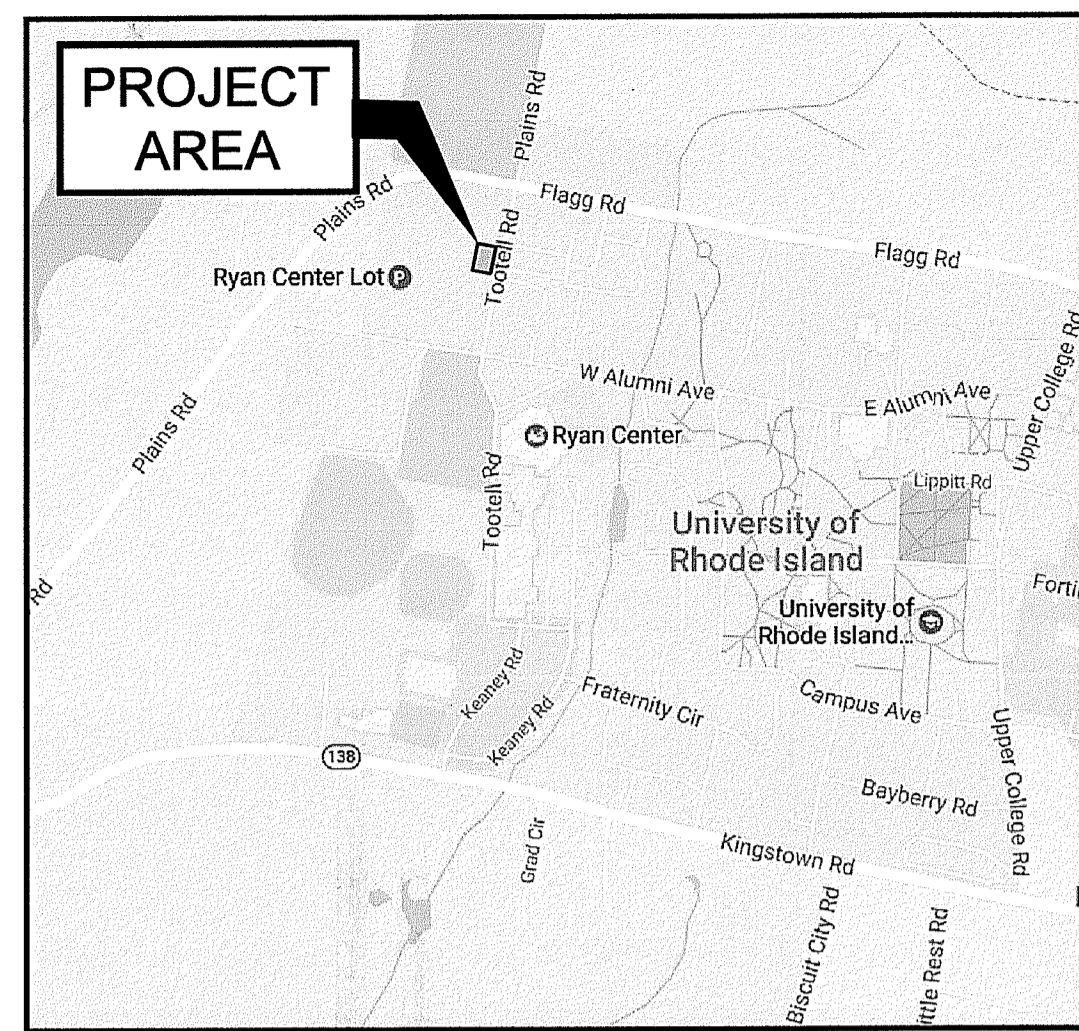 PROJECT
AREA
Plains Rd
Plains Rd
Flagg Rd
Flagg Rd
Tootell Rd
Ryan Center Lot
P
W Alumni Ave
E Alumni Ave
Upper College Rd
Plains Rd
Ryan Center
Tootell Rd
Lippitt Rd
University of
Rhode Island
Rd
University of
Rhode Island...
Keaney Rd
Keaney Rd
Fraternity Cir
Campus Ave
Upper College Rd
138
Bayberry Rd
Grad Cir
Kingstown Rd
Biscuit City Rd
ittle Rest Rd